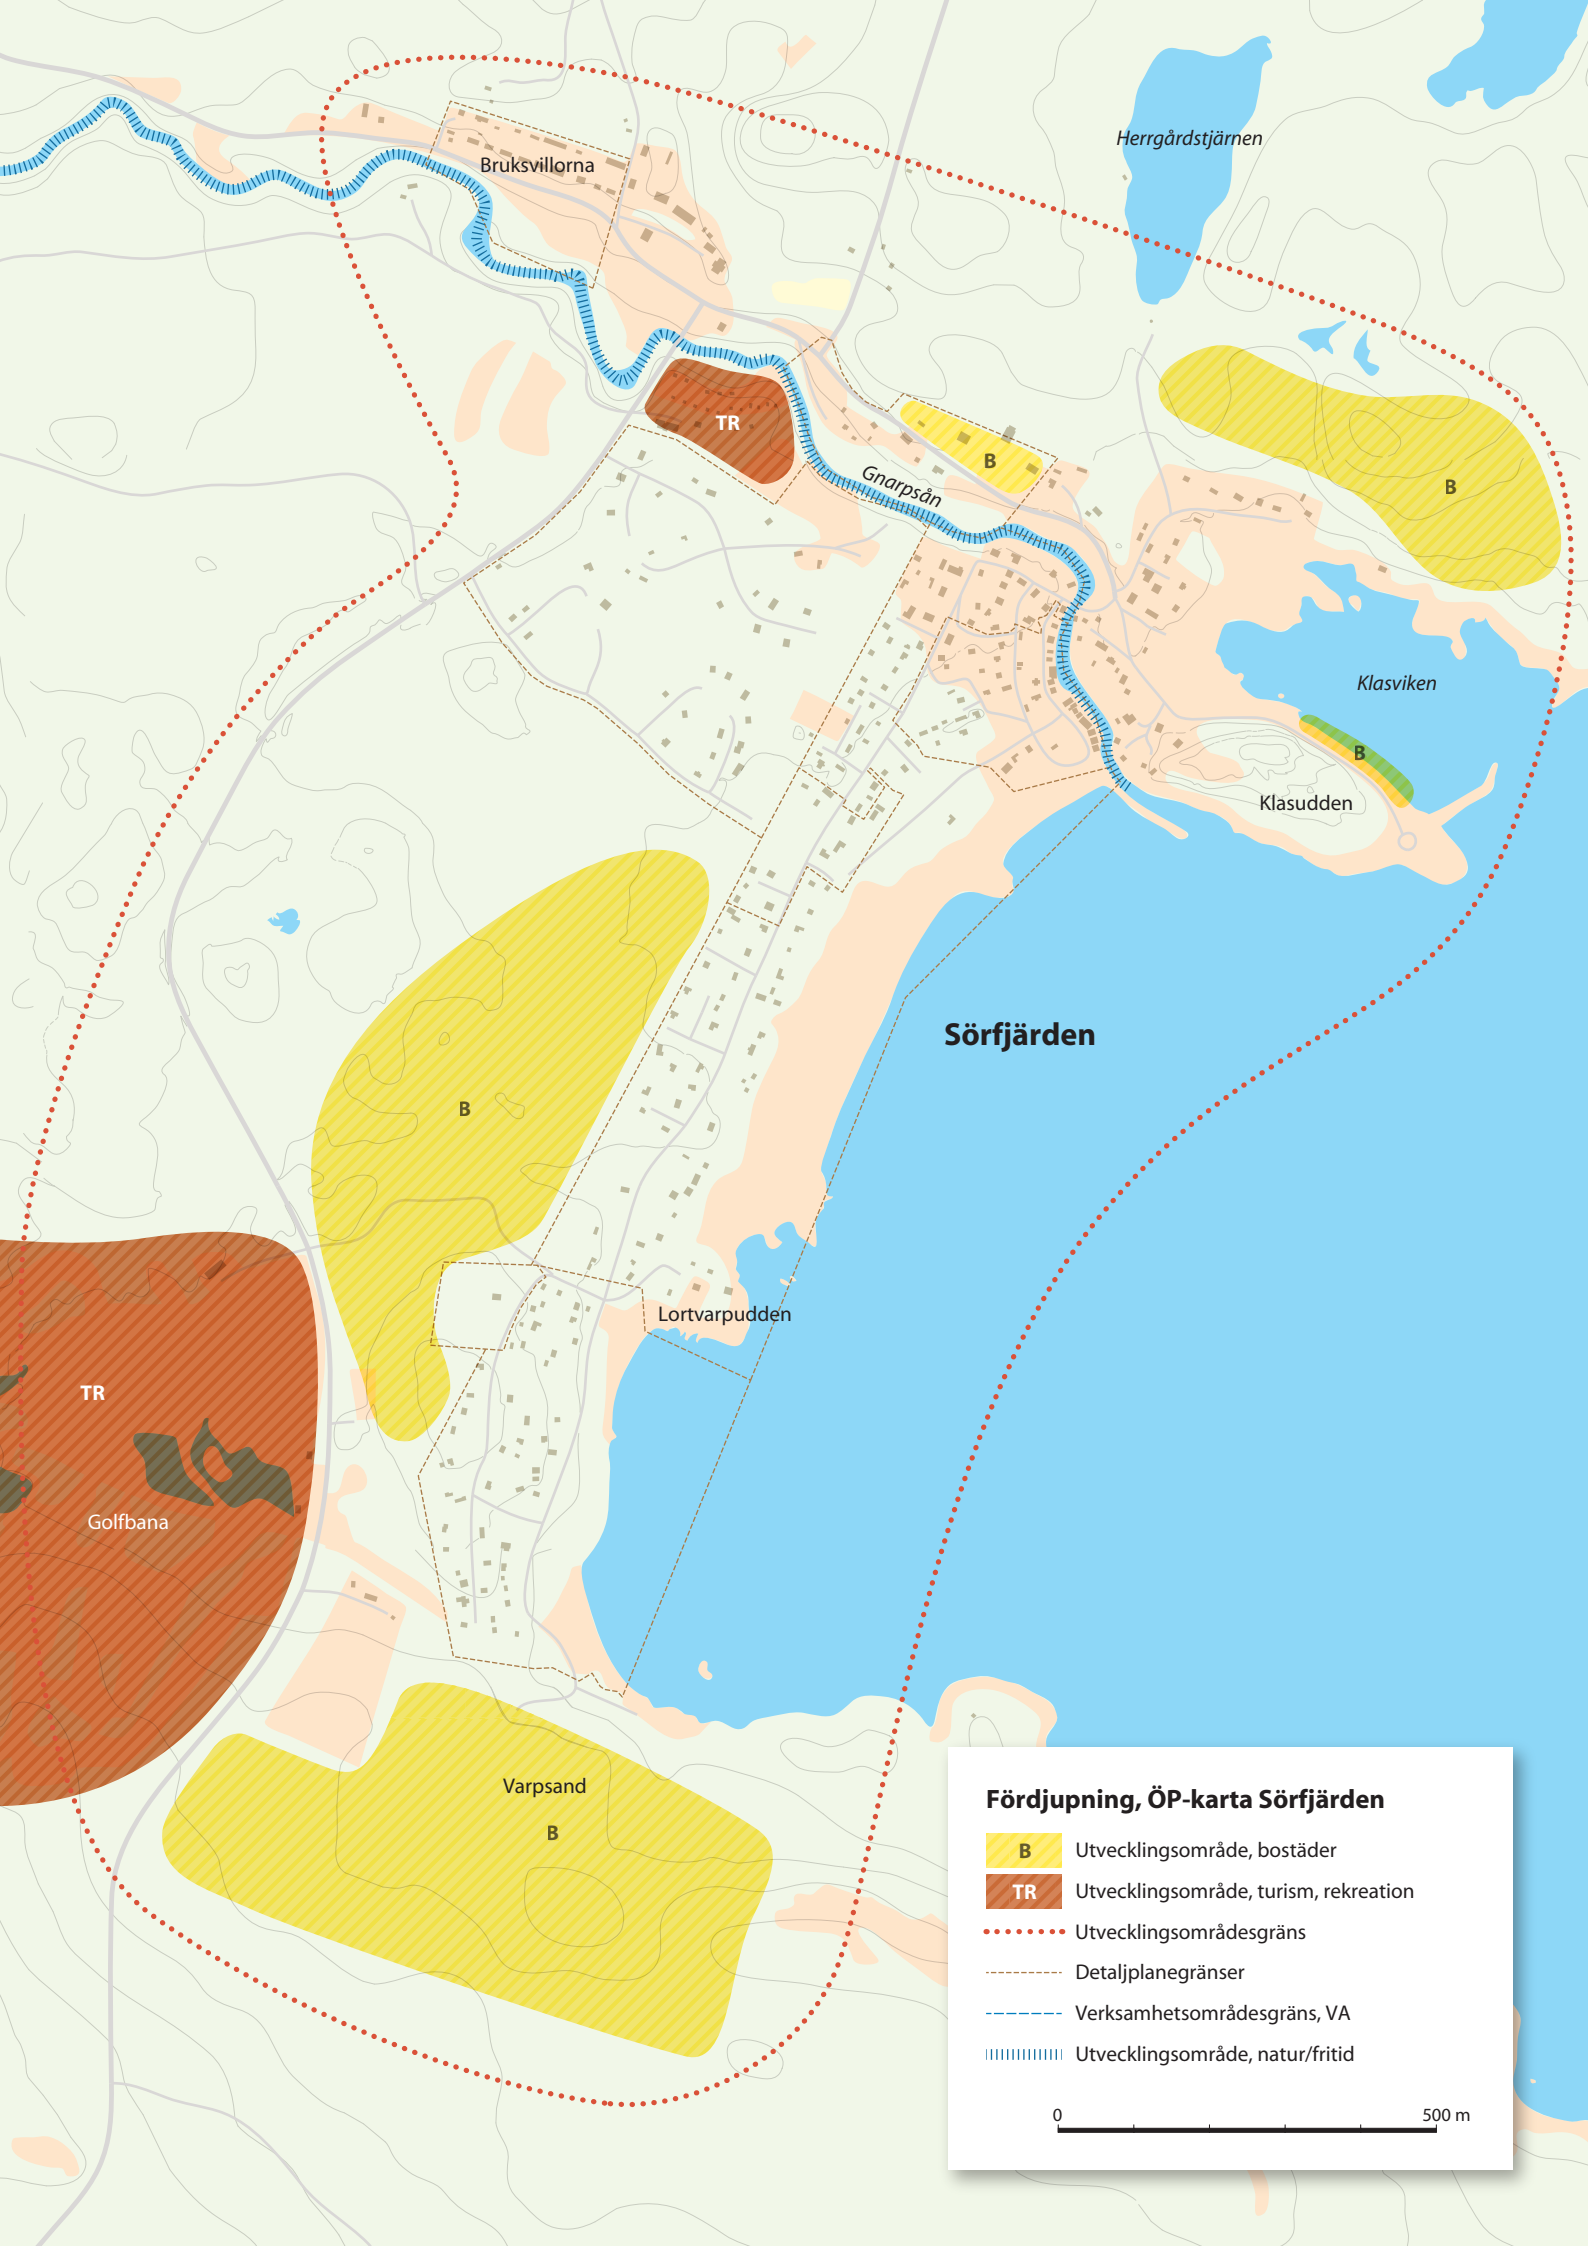 Herrgårdstjärnen
Bruksvillorna
TR
Gnarpsån
B
B
Klasviken
B
Klasudden
Sörfjärden
B
Lortvarpudden
TR
Golfbana
Varpsand
B
Fördjupning, ÖP-karta Sörfjärden
B Utvecklingsområde, bostäder
TR Utvecklingsområde, turism, rekreation
Utvecklingsområdesgräns
Detaljplanegränser
Verksamhetsområdesgräns, VA
Utvecklingsområde, natur/fritid
0 500 m